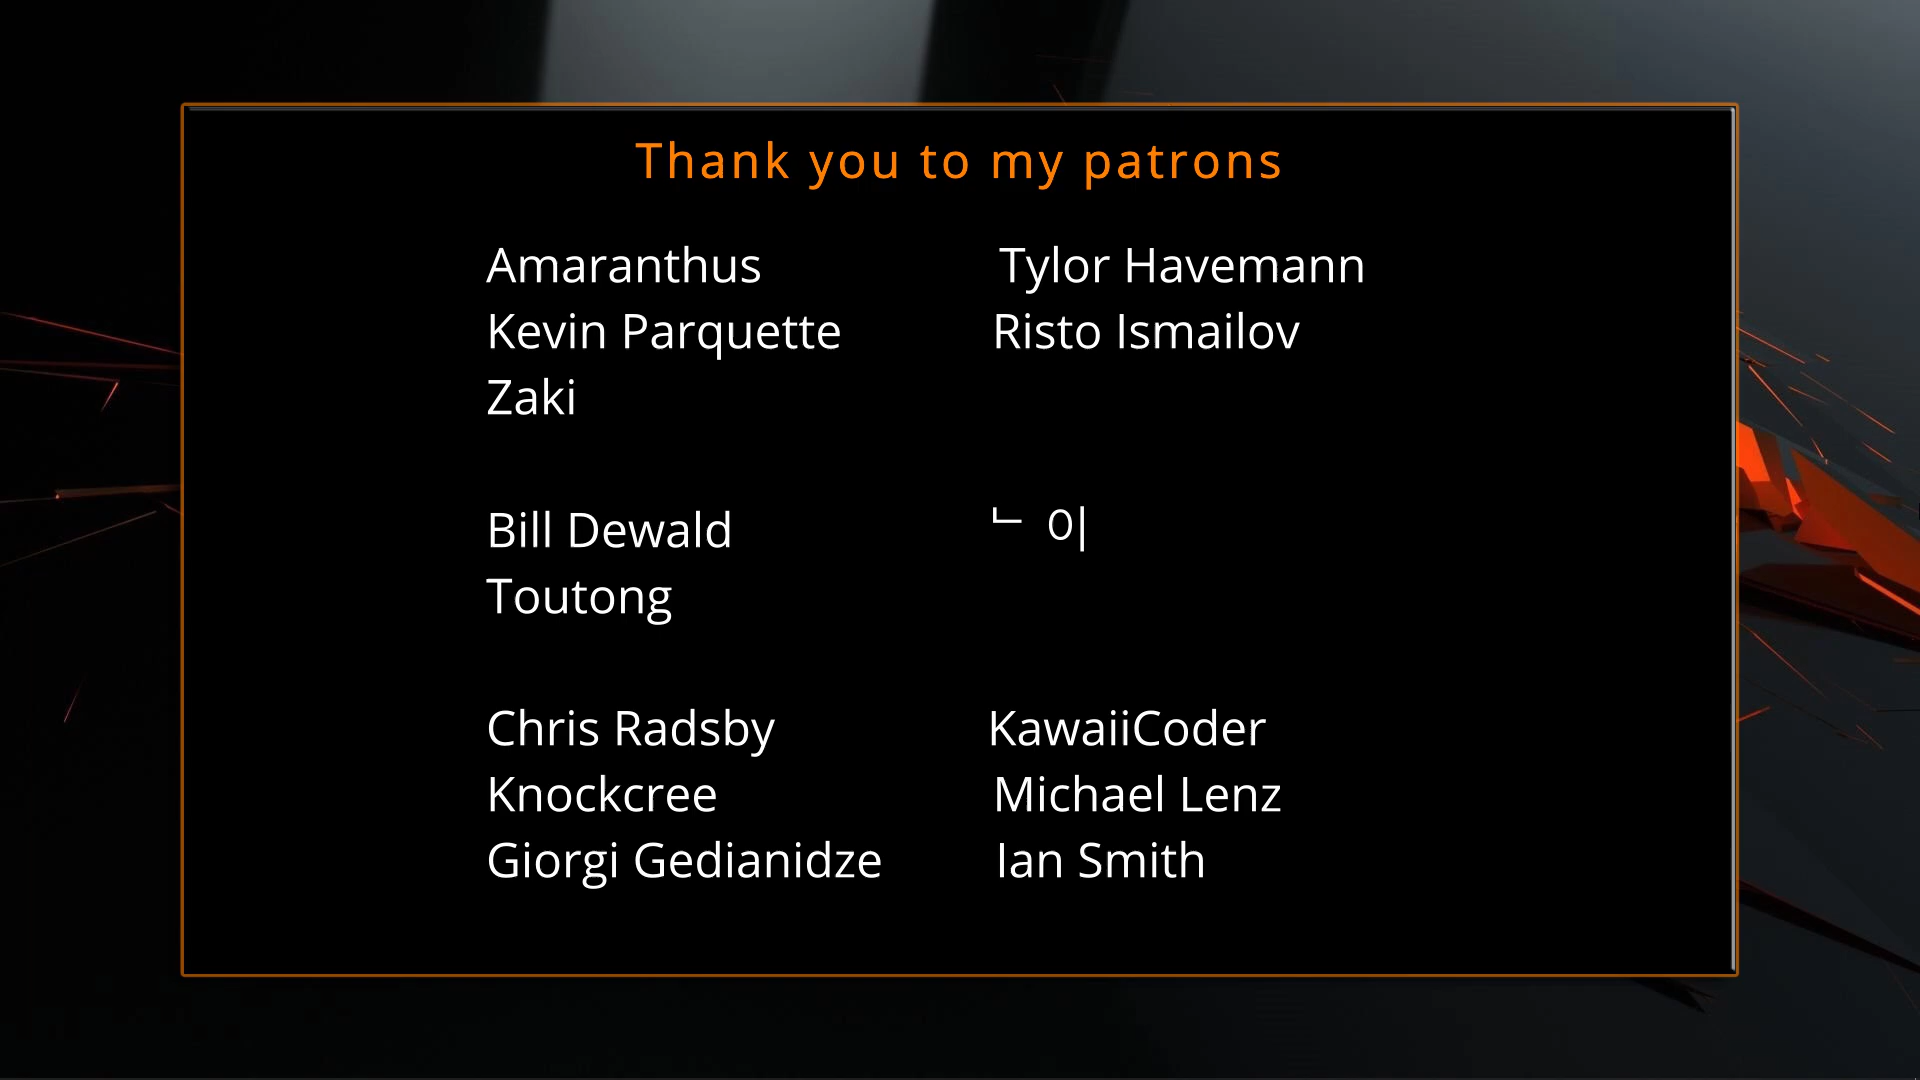 Thank you to my patrons
Amaranthus Tylor Havemann
Kevin Parquette Risto Ismailov
Zaki
Bill Dewald ᄂ 이
Toutong
Chris Radsby KawaiiCoder
Knockcree Michael Lenz
Giorgi Gedianidze Ian Smith